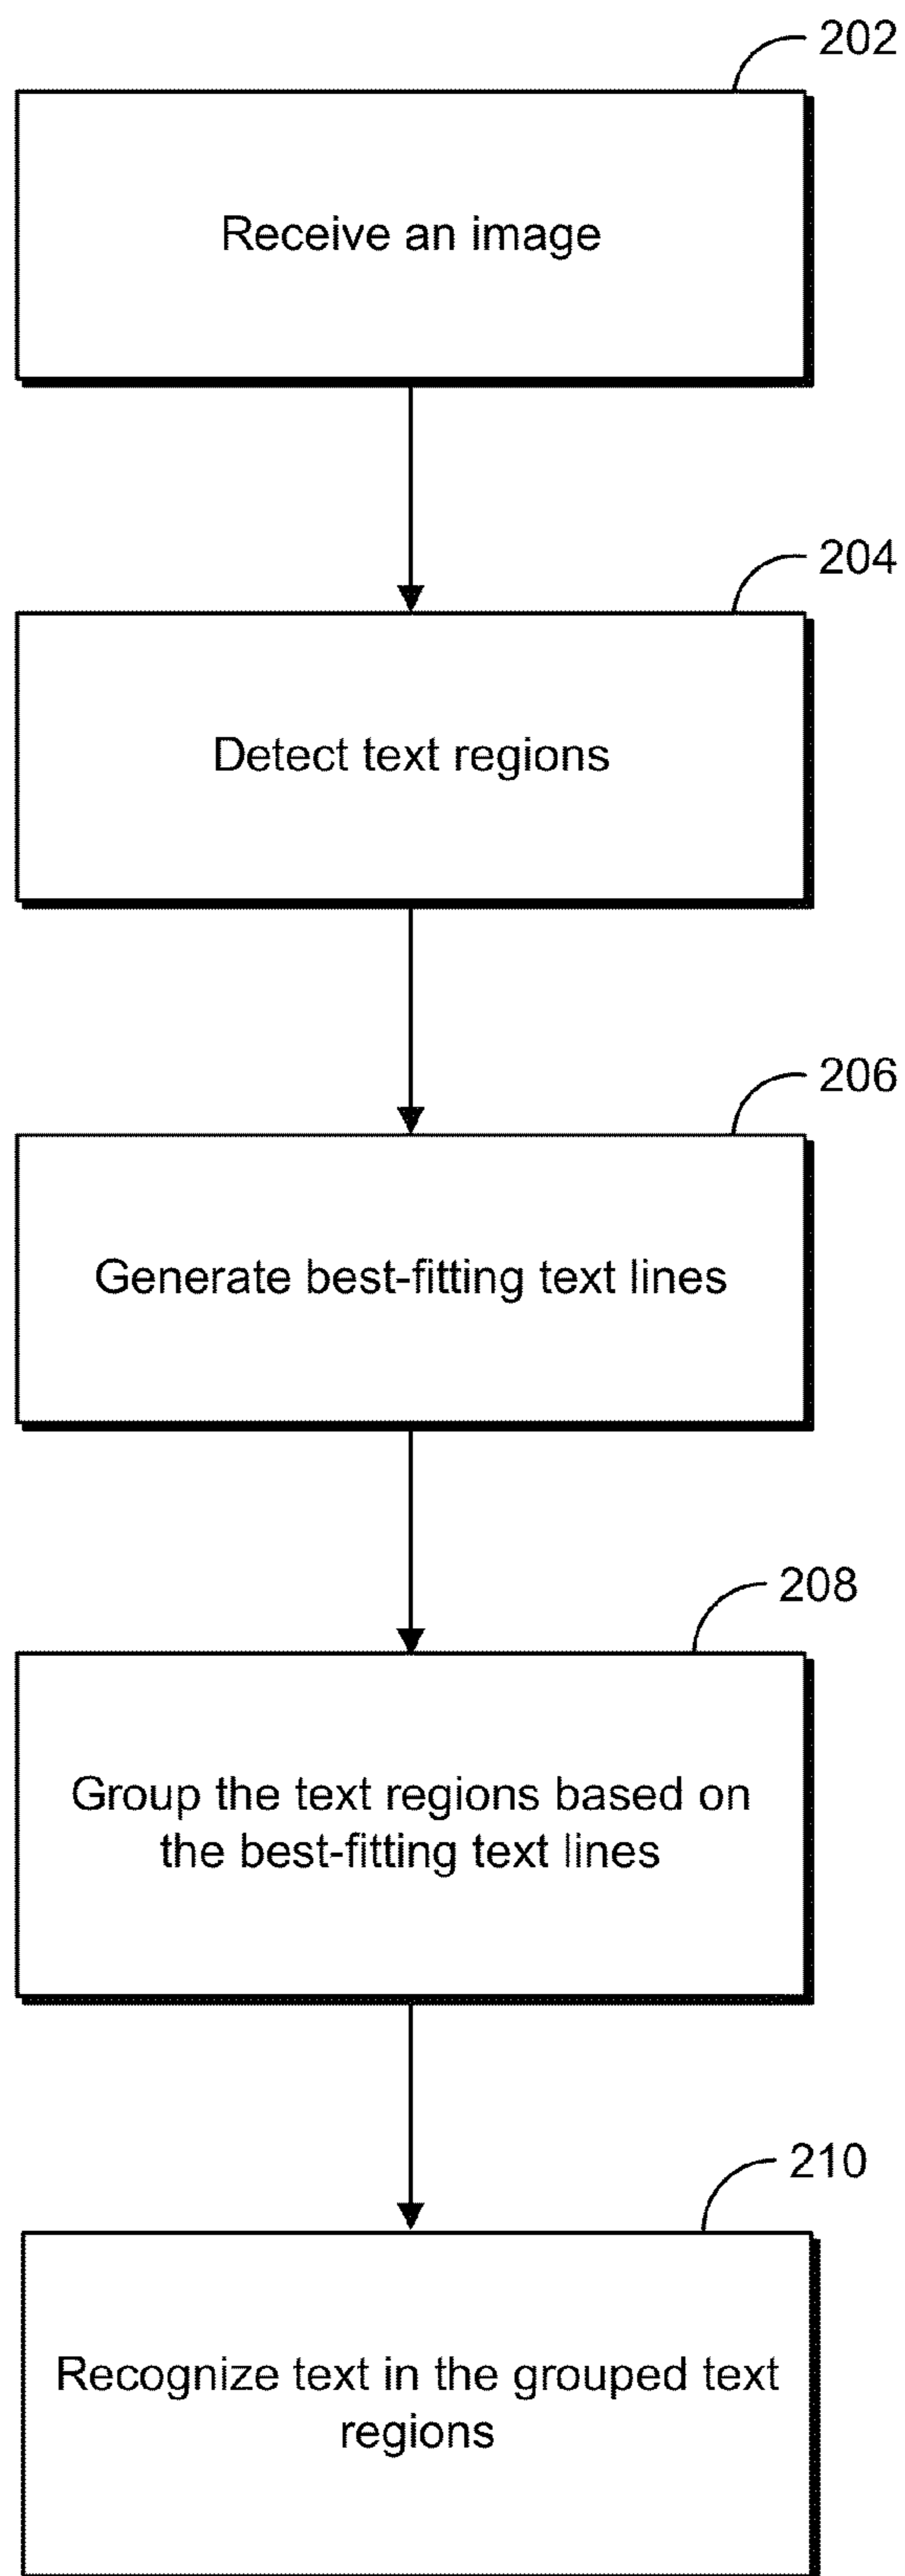 202
Receive an image
204
Detect text regions
206
Generate best-fitting text lines
208
Group the text regions based on
the best-fitting text lines
210
Recognize text in the grouped text
regions